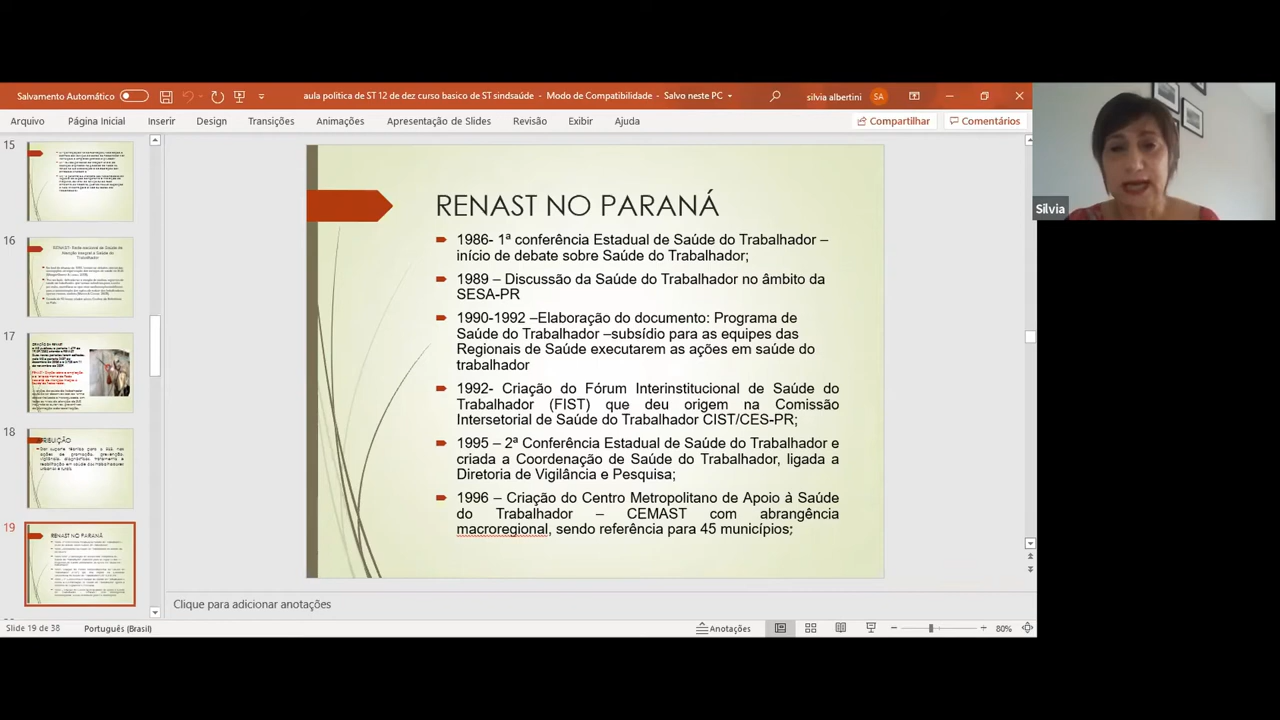 Salvamento Automático
aula politica de ST 12 de dez curso basico de ST sindsaúde - Modo de Compatibilidade - Salvo neste PC
silvia albertini
SA
Arquivo Página Inicial Inserir Design Transições Animações Apresentação de Slides Revisão Exibir Ajuda
Compartilhar
Comentários
Silvia
15
16
17
18
19
RENAST NO PARANÁ
RENAST NO PARANÁ
1986- 1ª conferência Estadual de Saúde do Trabalhador –
início do debate sobre Saúde do Trabalhador;
1989 – Discussão da Saúde do Trabalhador no âmbito da
SESA-PR
1990-1992 –Elaboração do documento: Programa de
Saúde do Trabalhador –subsídio para as equipes das
Regionais de Saúde executarem as ações em saúde do
trabalhador
1992- Criação do Fórum Interinstitucional de Saúde do
Trabalhador (FIST) que deu origem na Comissão
Intersetorial de Saúde do Trabalhador CIST/CES-PR;
1995 – 2ª Conferência Estadual de Saúde do Trabalhador e
criada a Coordenação de Saúde do Trabalhador, ligada a
Diretoria de Vigilância e Pesquisa;
1996 – Criação do Centro Metropolitano de Apoio à Saúde
do Trabalhador – CEMAST com abrangência
macrorregional, sendo referência para 45 municípios;
Clique para adicionar anotações
Slide 19 de 38
Português (Brasil)
Anotações
80%